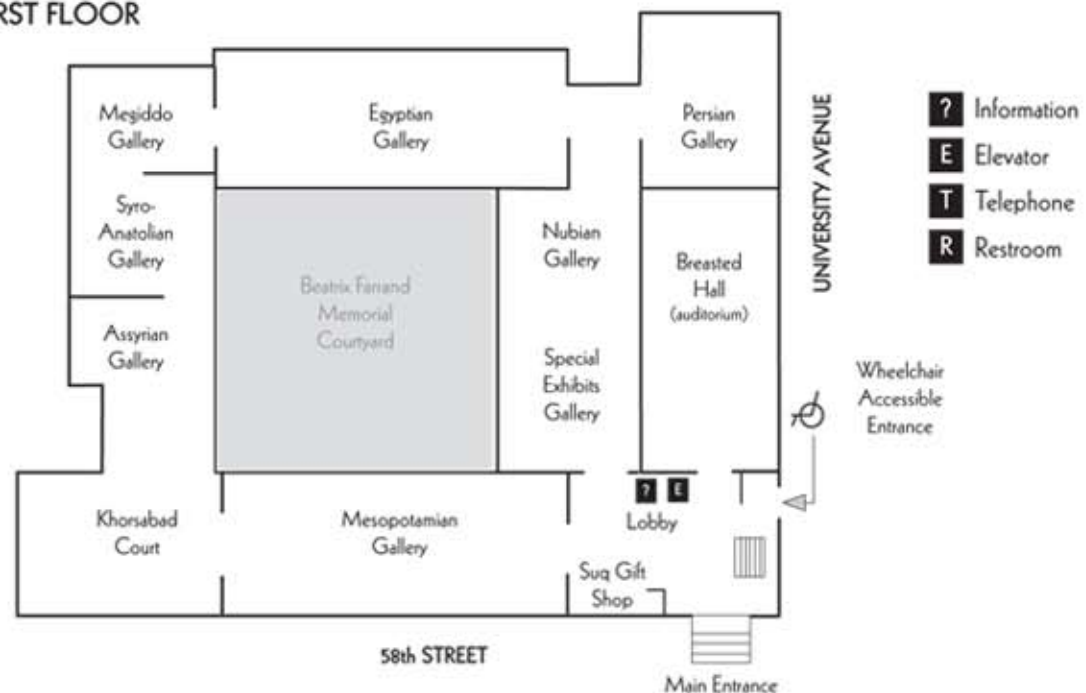 RST FLOOR
Megiddo
Gallery
Egyptian
Gallery
Persian
Gallery
UNIVERSITY AVENUE
? Information
E Elevator
T Telephone
R Restroom
Syro-
Anatolian
Gallery
Beatrix Farrand
Memorial
Courtyard
Nubian
Gallery
Breasted
Hall
(auditorium)
Assyrian
Gallery
Special
Exhibits
Gallery
Wheelchair
Accessible
Entrance
Khorsabad
Court
Mesopotamian
Gallery
? E
Lobby
Suq Gift
Shop
58th STREET
Main Entrance